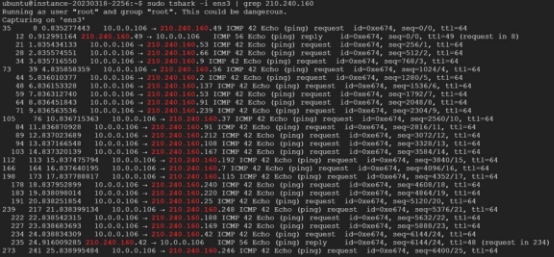 ubuntu@instance-20230318-2256:~$ sudo tshark -i ens3 | grep 210.240.160
Running as user "root" and group "root". This could be dangerous.
Capturing on 'ens3'
35 8 0.835277443 10.0.0.106 → 210.240.160.49 ICMP 42 Echo (ping) request id=0xe674, seq=0/0, ttl=64
12 0.912991164 210.240.160.49 → 10.0.0.106 ICMP 56 Echo (ping) reply id=0xe674, seq=0/0, ttl=49 (request in 8)
21 1.835434133 10.0.0.106 → 210.240.160.53 ICMP 42 Echo (ping) request id=0xe674, seq=256/1, ttl=64
28 2.835574551 10.0.0.106 → 210.240.160.66 ICMP 42 Echo (ping) request id=0xe674, seq=512/2, ttl=64
34 3.835714550 10.0.0.106 → 210.240.160.9 ICMP 42 Echo (ping) request id=0xe674, seq=768/3, ttl=64
73 39 4.835858359 10.0.0.106 → 210.240.160.56 ICMP 42 Echo (ping) request id=0xe674, seq=1024/4, ttl=64
44 5.836010377 10.0.0.106 → 210.240.160.2 ICMP 42 Echo (ping) request id=0xe674, seq=1280/5, ttl=64
48 6.836153328 10.0.0.106 → 210.240.160.137 ICMP 42 Echo (ping) request id=0xe674, seq=1536/6, ttl=64
59 7.836312740 10.0.0.106 → 210.240.160.53 ICMP 42 Echo (ping) request id=0xe674, seq=1792/7, ttl=64
64 8.836451843 10.0.0.106 → 210.240.160.91 ICMP 42 Echo (ping) request id=0xe674, seq=2048/8, ttl=64
71 9.836563536 10.0.0.106 → 210.240.160.239 ICMP 42 Echo (ping) request id=0xe674, seq=2304/9, ttl=64
105 76 10.836715363 10.0.0.106 → 210.240.160.37 ICMP 42 Echo (ping) request id=0xe674, seq=2560/10, ttl=64
84 11.836870928 10.0.0.106 → 210.240.160.91 ICMP 42 Echo (ping) request id=0xe674, seq=2816/11, ttl=64
89 12.837023689 10.0.0.106 → 210.240.160.212 ICMP 42 Echo (ping) request id=0xe674, seq=3072/12, ttl=64
94 13.837166548 10.0.0.106 → 210.240.160.108 ICMP 42 Echo (ping) request id=0xe674, seq=3328/13, ttl=64
103 14.837320139 10.0.0.106 → 210.240.160.167 ICMP 42 Echo (ping) request id=0xe674, seq=3584/14, ttl=64
112 113 15.837475794 10.0.0.106 → 210.240.160.192 ICMP 42 Echo (ping) request id=0xe674, seq=3840/15, ttl=64
166 164 16.837640195 10.0.0.106 → 210.240.160.7 ICMP 42 Echo (ping) request id=0xe674, seq=4096/16, ttl=64
198 173 17.837788817 10.0.0.106 → 210.240.160.115 ICMP 42 Echo (ping) request id=0xe674, seq=4352/17, ttl=64
178 18.837952899 10.0.0.106 → 210.240.160.240 ICMP 42 Echo (ping) request id=0xe674, seq=4608/18, ttl=64
183 19.838098014 10.0.0.106 → 210.240.160.220 ICMP 42 Echo (ping) request id=0xe674, seq=4864/19, ttl=64
191 20.838251854 10.0.0.106 → 210.240.160.25 ICMP 42 Echo (ping) request id=0xe674, seq=5120/20, ttl=64
239 217 21.838399134 10.0.0.106 → 210.240.160.248 ICMP 42 Echo (ping) request id=0xe674, seq=5376/21, ttl=64
222 22.838542315 10.0.0.106 → 210.240.160.188 ICMP 42 Echo (ping) request id=0xe674, seq=5632/22, ttl=64
227 23.838683693 10.0.0.106 → 210.240.160.169 ICMP 42 Echo (ping) request id=0xe674, seq=5888/23, ttl=64
234 24.838834309 10.0.0.106 → 210.240.160.42 ICMP 42 Echo (ping) request id=0xe674, seq=6144/24, ttl=64
235 24.916009285 210.240.160.42 → 10.0.0.106 ICMP 56 Echo (ping) reply id=0xe674, seq=6144/24, ttl=48 (request in 234)
273 241 25.838995484 10.0.0.106 → 210.240.160.246 ICMP 42 Echo (ping) request id=0xe674, seq=6400/25, ttl=64